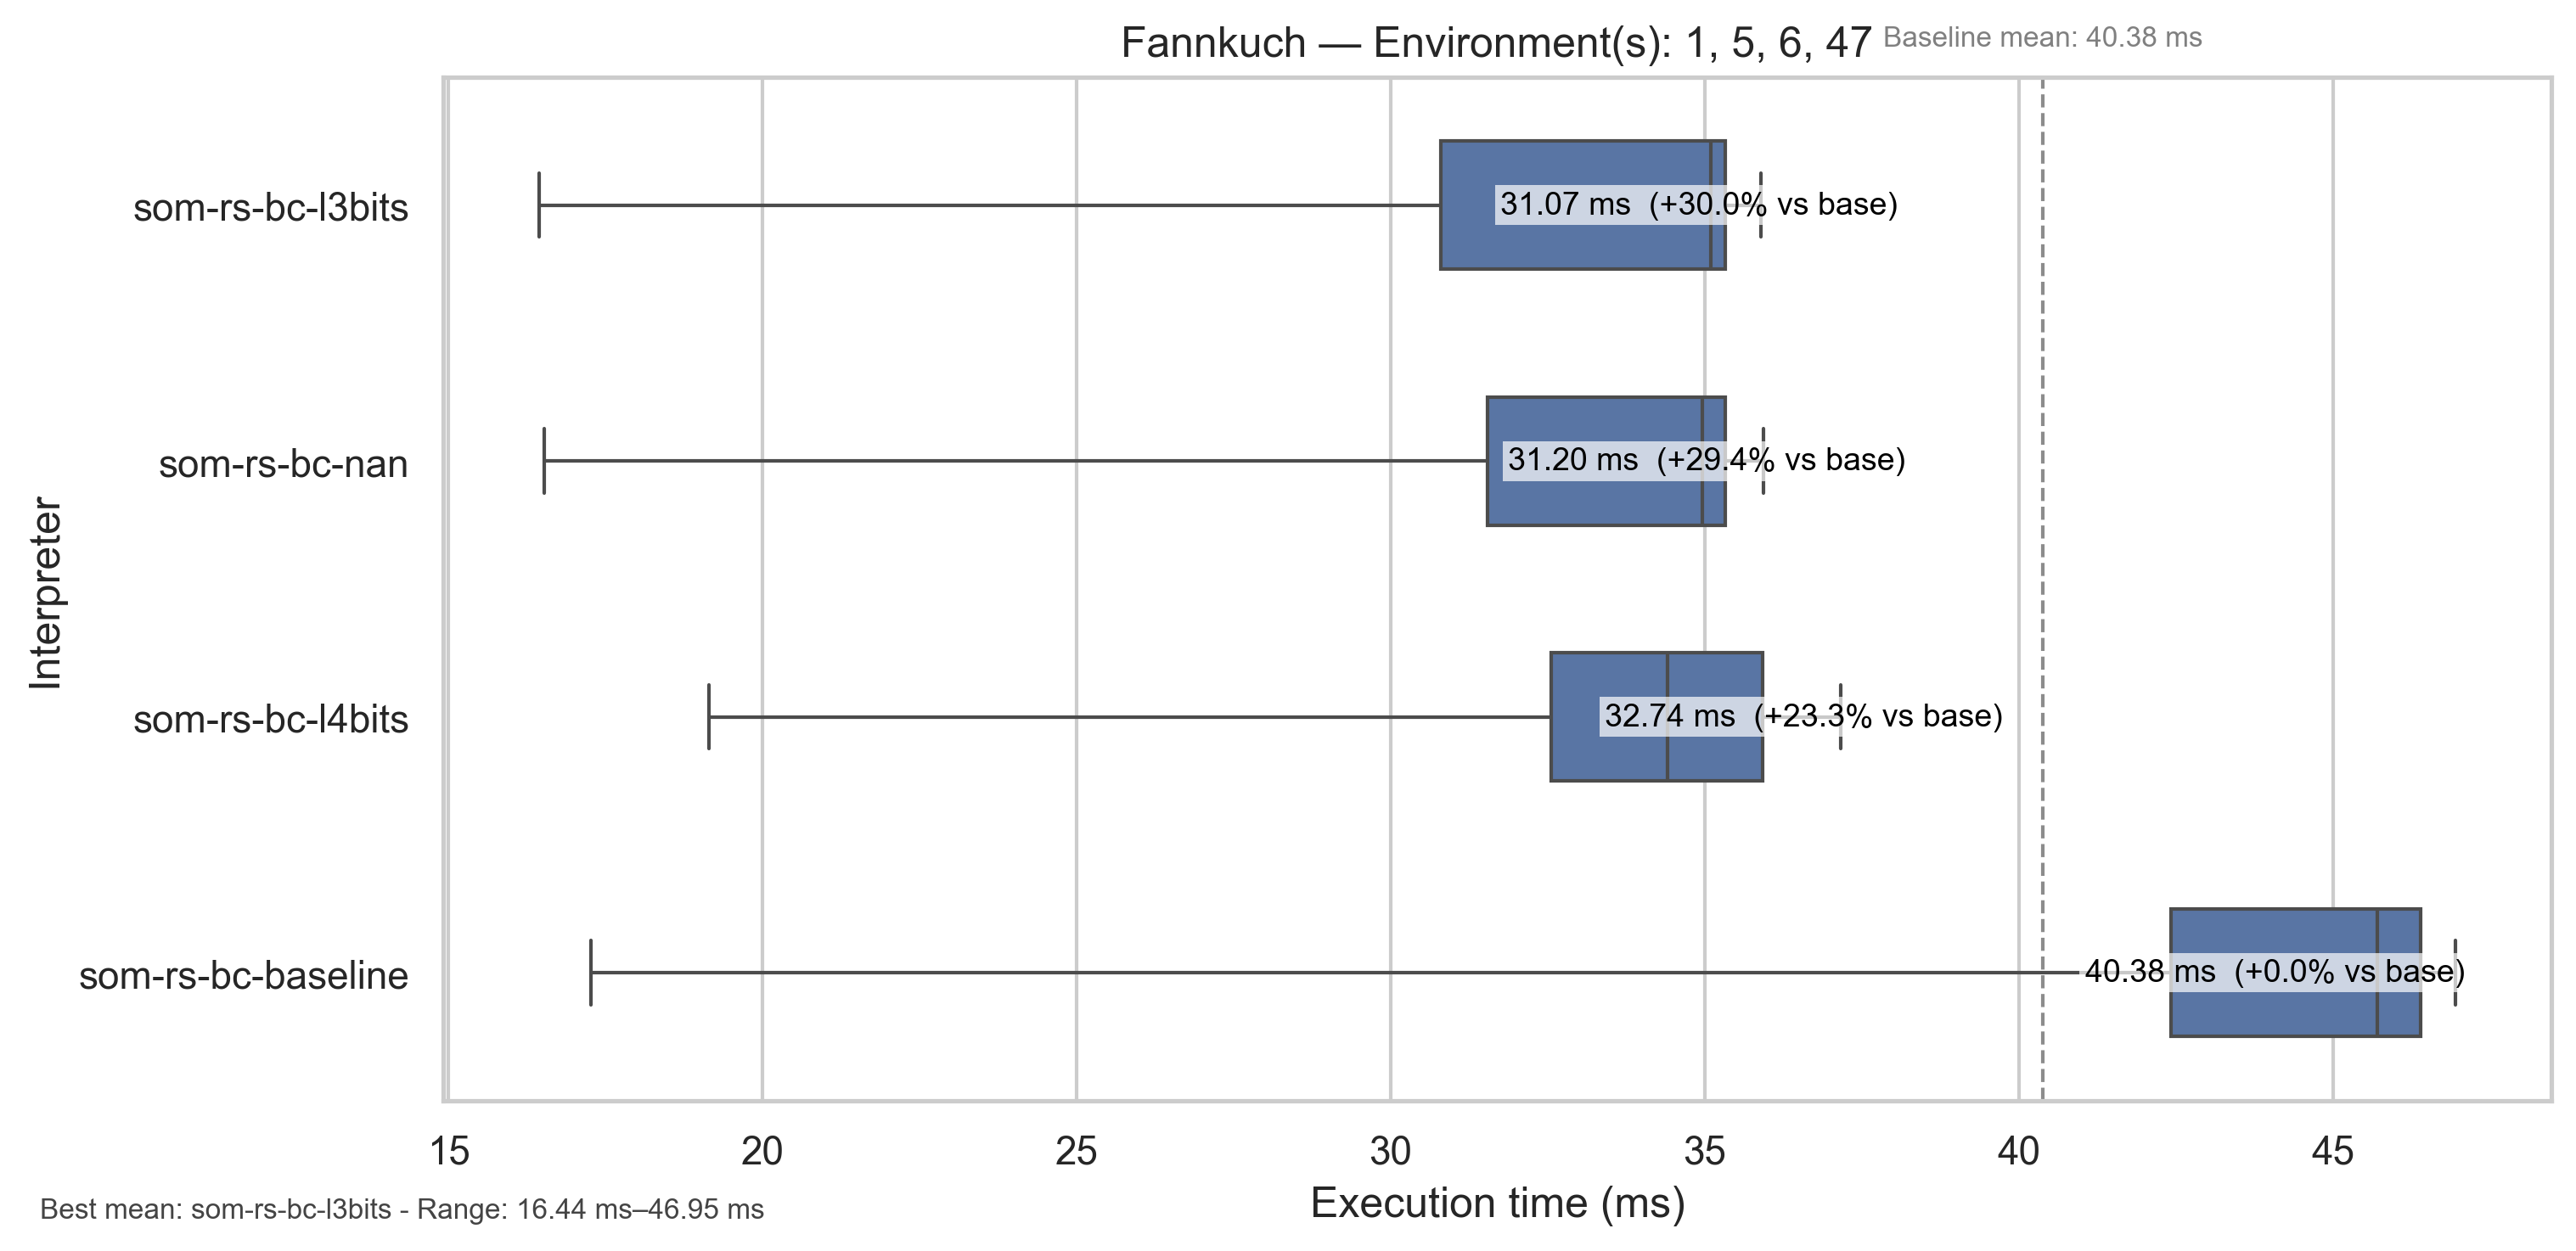 Fannkuch — Environment(s): 1, 5, 6, 47
Baseline mean: 40.38 ms
Interpreter
som-rs-bc-l3bits
31.07 ms  (+30.0% vs base)
som-rs-bc-nan
31.20 ms  (+29.4% vs base)
som-rs-bc-l4bits
32.74 ms  (+23.3% vs base)
som-rs-bc-baseline
40.38 ms  (+0.0% vs base)
15 20 25 30 35 40 45
Execution time (ms)
Best mean: som-rs-bc-l3bits - Range: 16.44 ms–46.95 ms